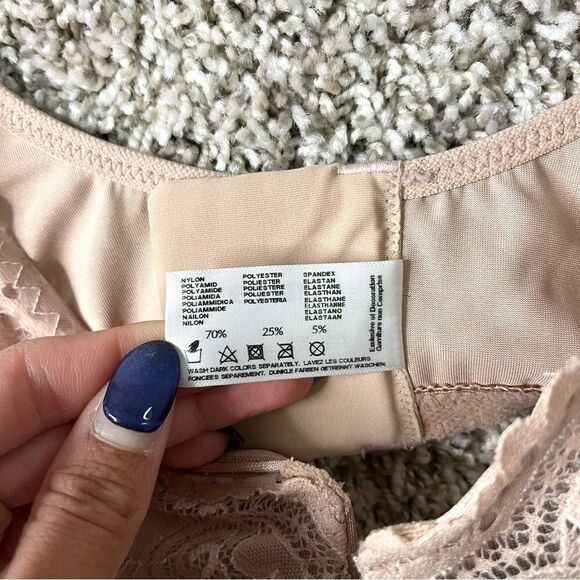 NYLON
POLYAMID
POLYAMIDE
POLIAMIDA
POLIAMMIDICA
POLIAMMIDE
NAILON
NILON
70%
POLYESTER
POLIESTER
POLIESTERE
POLUESTER
POLYESTERIA
25%
SPANDEX
ELASTAN
ELASTANE
ELASTHAN
ELASTHANE
ELASTHANNE
ELASTANO
ELASTAAN
5%
Exclusive of Decoration
Garniture non Comprise
WASH DARK COLORS SEPARATELY. LAVEZ LES COULEURS
FONCEES SEPAREMENT. DUNKLE FARBEN GETRENNT WASCHEN.